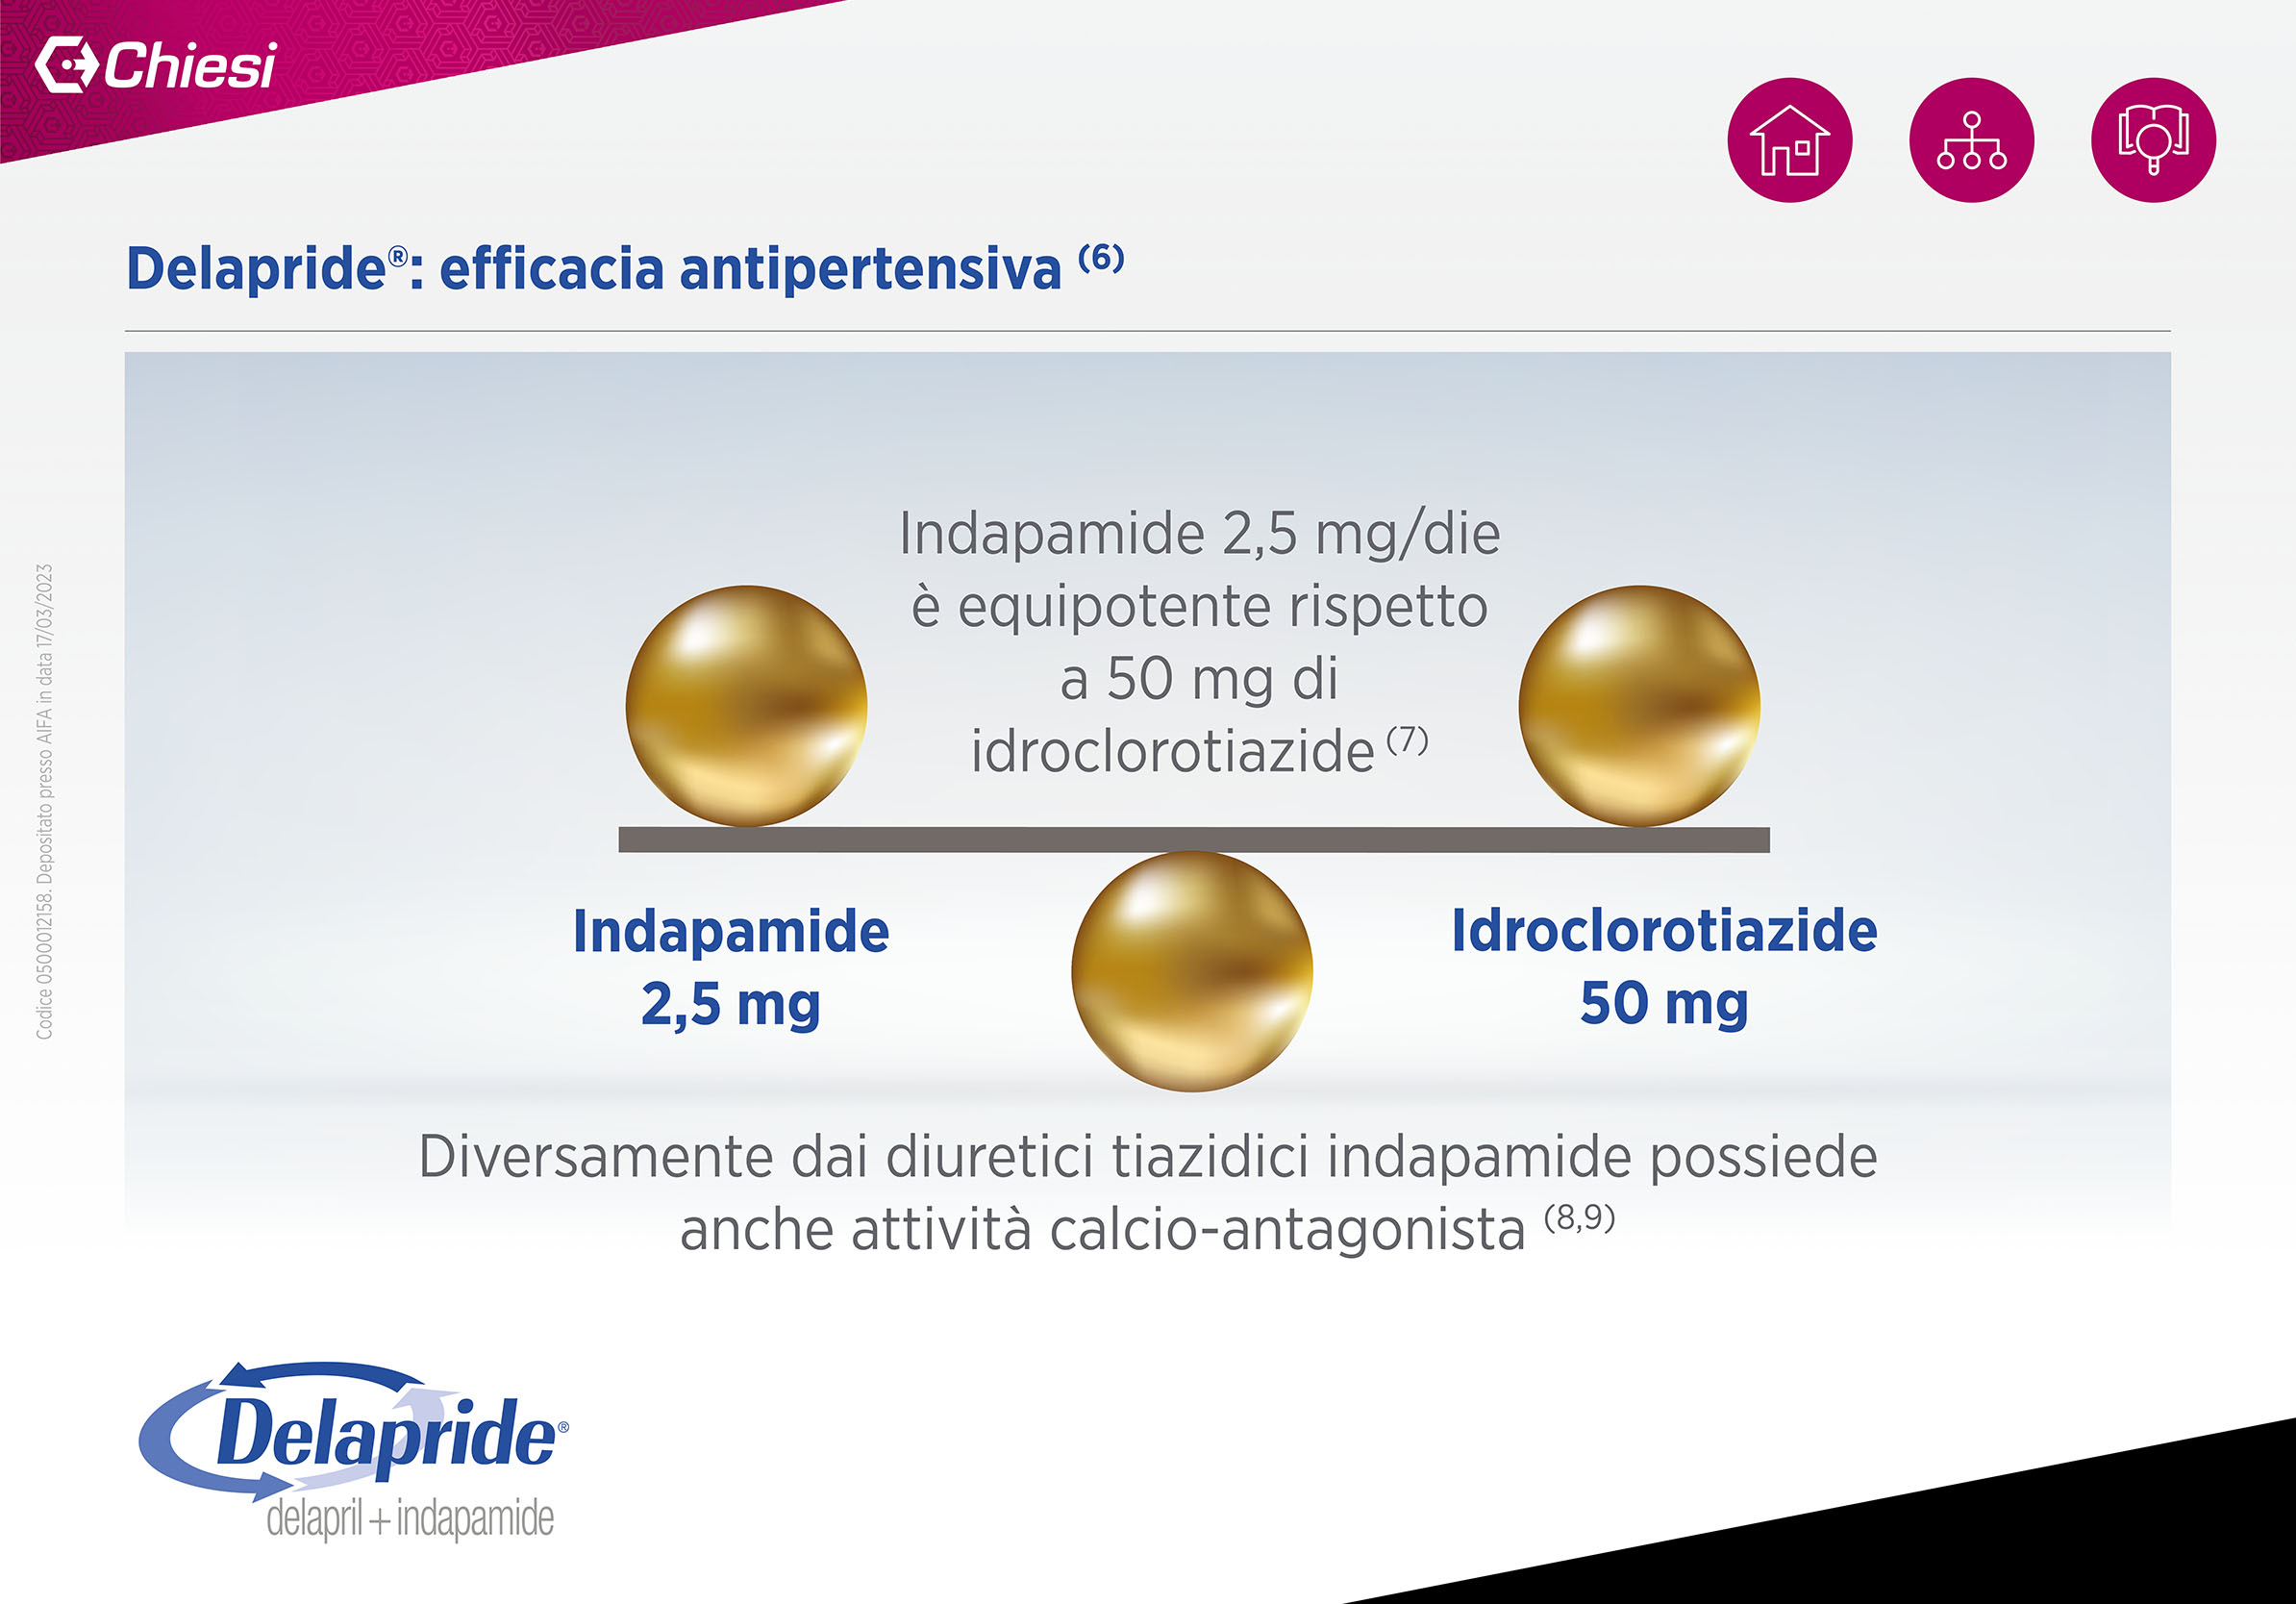 Chiesi
Delapride®: efficacia antipertensiva (6)
Indapamide 2,5 mg/die
è equipotente rispetto
a 50 mg di
idroclorotiazide (7)
Indapamide
2,5 mg
Idroclorotiazide
50 mg
Diversamente dai diuretici tiazidici indapamide possiede
anche attività calcio-antagonista (8,9)
Codice 0500012158. Depositato presso AIFA in data 17/03/2023
Delapride®
delapril + indapamide